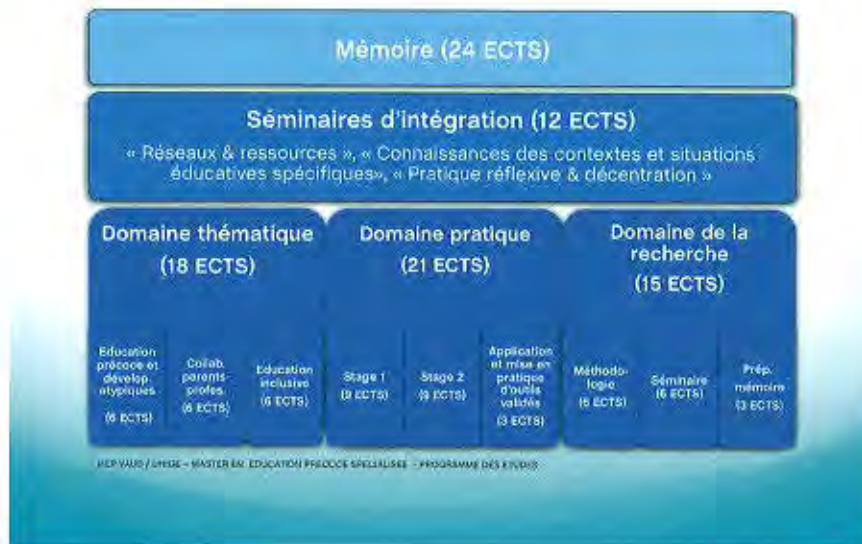 Mémoire (24 ECTS)
Séminaires d'intégration (12 ECTS)
« Réseaux & ressources », « Connaissances des contextes et situations
éducatives spécifiques», « Pratique réflexive & décentration »
Domaine thématique
(18 ECTS)
Education
précoce et
dévelop
atypiques
(6 ECTS)
Collab.
parents-
profes.
(6 ECTS)
Education
inclusive
(6 ECTS)
Domaine pratique
(21 ECTS)
Stage 1
(9 ECTS)
Stage 2
(9 ECTS)
Application
et mise en
pratique
d'outils
validés
(3 ECTS)
Domaine de la
recherche
(15 ECTS)
Méthodo-
logie
(6 ECTS)
Séminaire
(6 ECTS)
Prép.
mémoire
(3 ECTS)
HEP VAUD / UNIGE – MASTER EN EDUCATION PRECOCE SPECIALISEE - PROGRAMME DES ETUDES